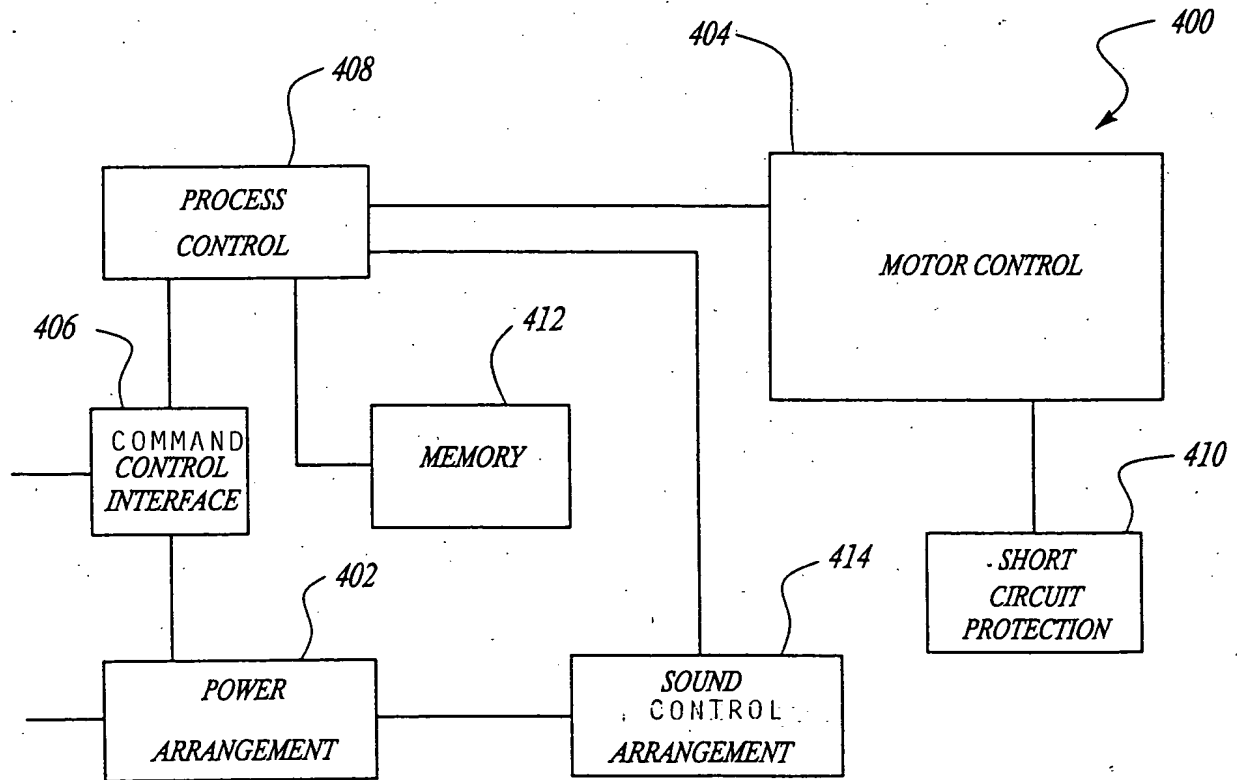 404
400
408
PROCESS
CONTROL
MOTOR CONTROL
406
412
COMMAND
CONTROL
INTERFACE
MEMORY
410
402
414
SHORT
CIRCUIT
PROTECTION
POWER
ARRANGEMENT
SOUND
CONTROL
ARRANGEMENT